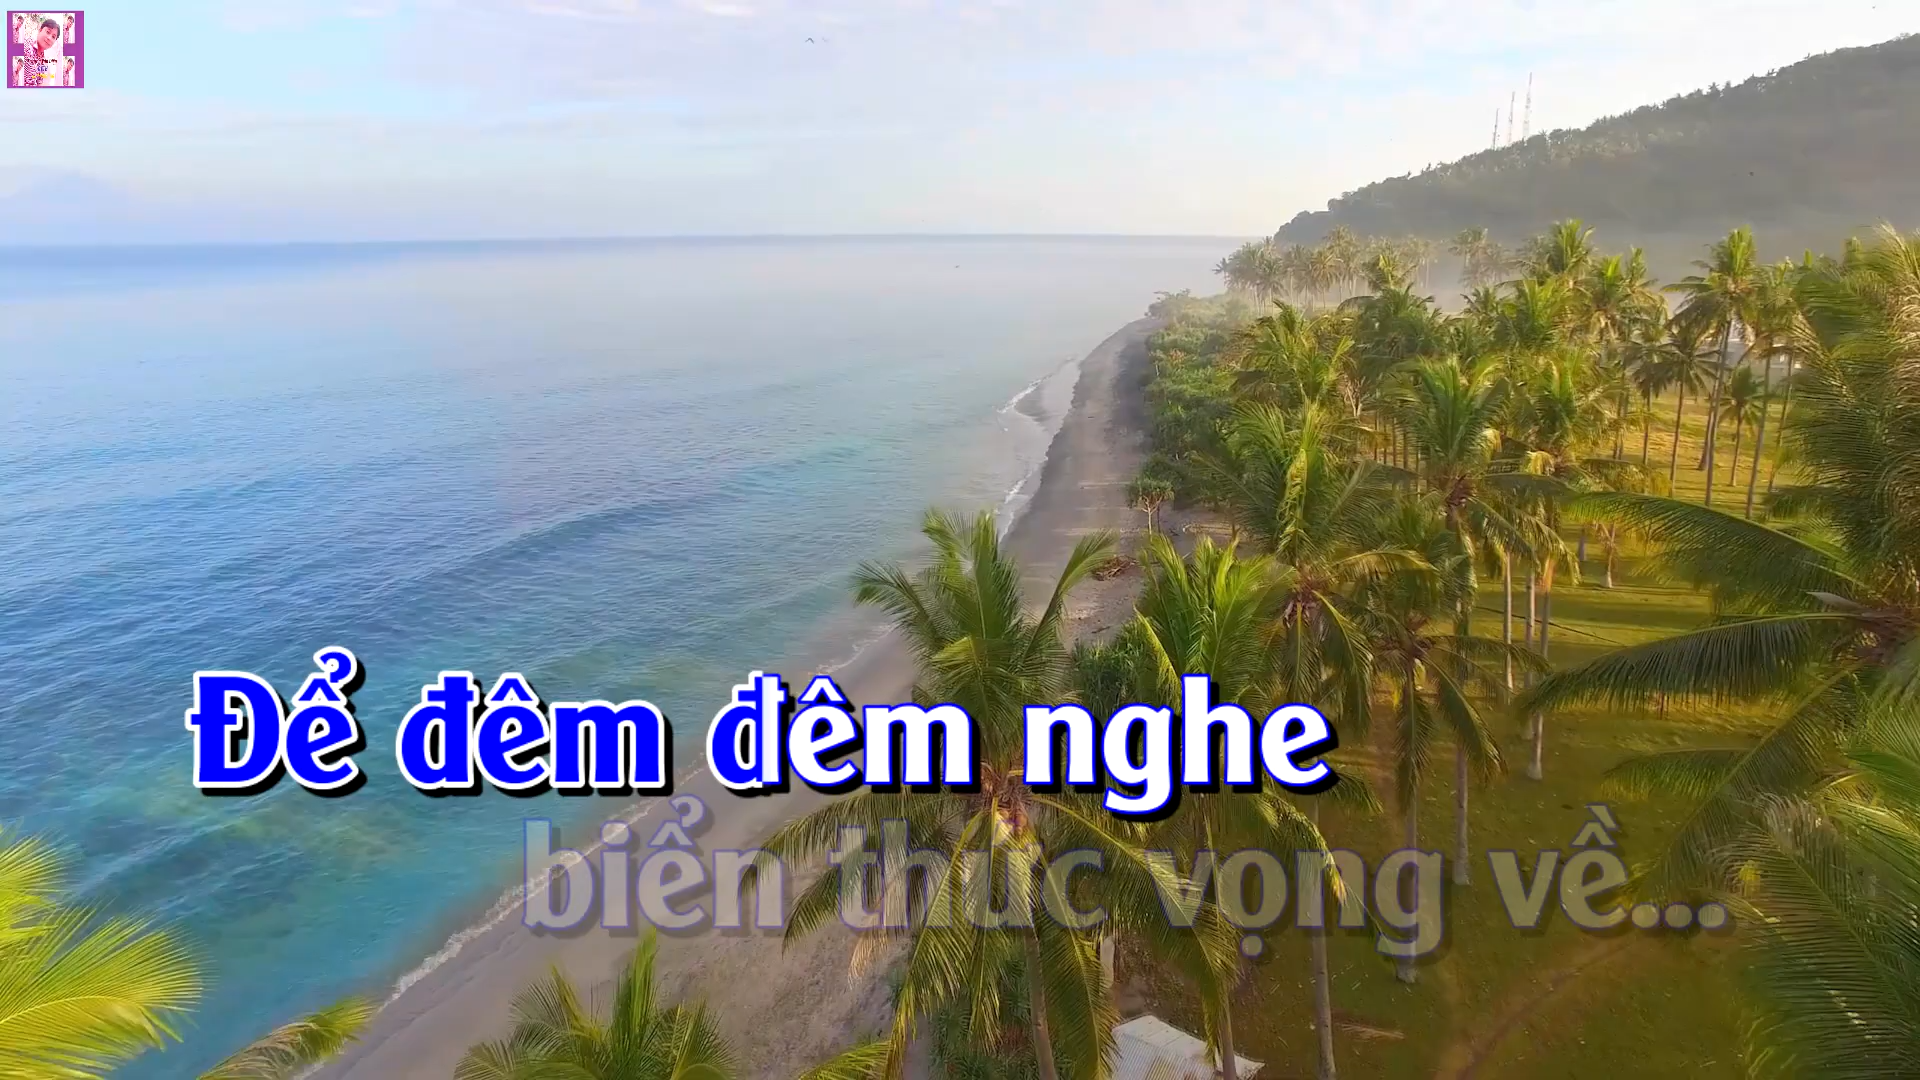 Để đêm đêm nghe
biển thức vọng về...